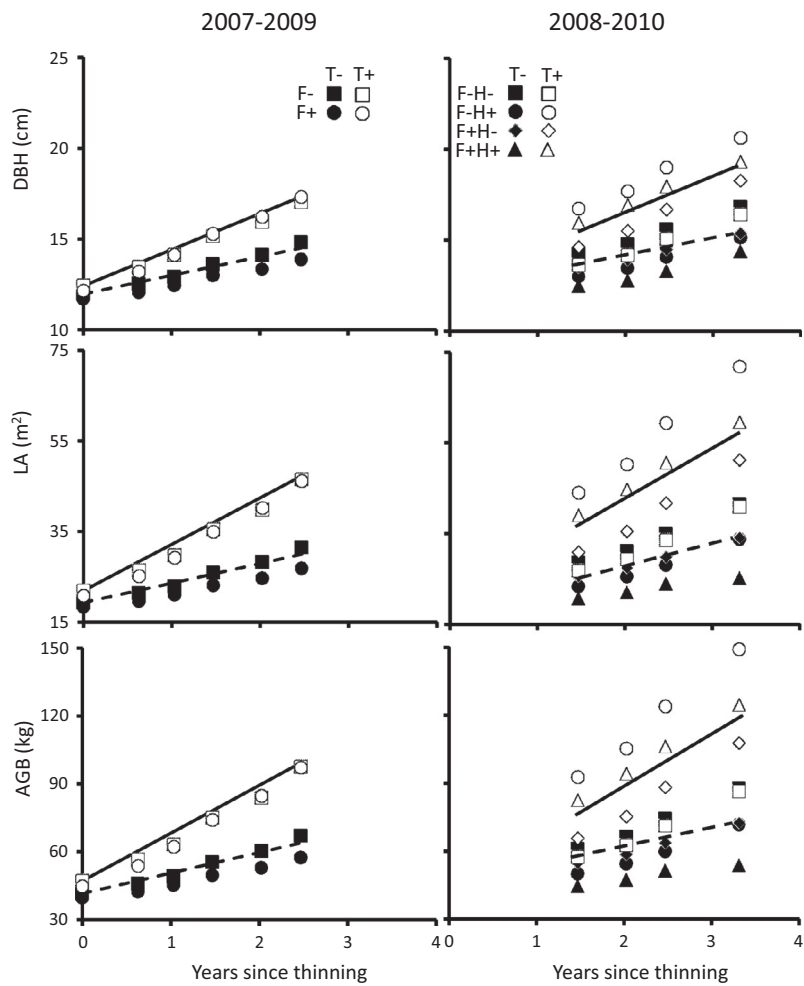 2007-2009
2008-2010
25
20
15
10
DBH (cm)
T- T+
F-
F+
T- T+
F-H-
F-H+
F+H-
F+H+
75
55
35
15
LA (m²)
150
120
90
60
30
AGB (kg)
0 1 2 3 4
0 1 2 3 4
Years since thinning
Years since thinning